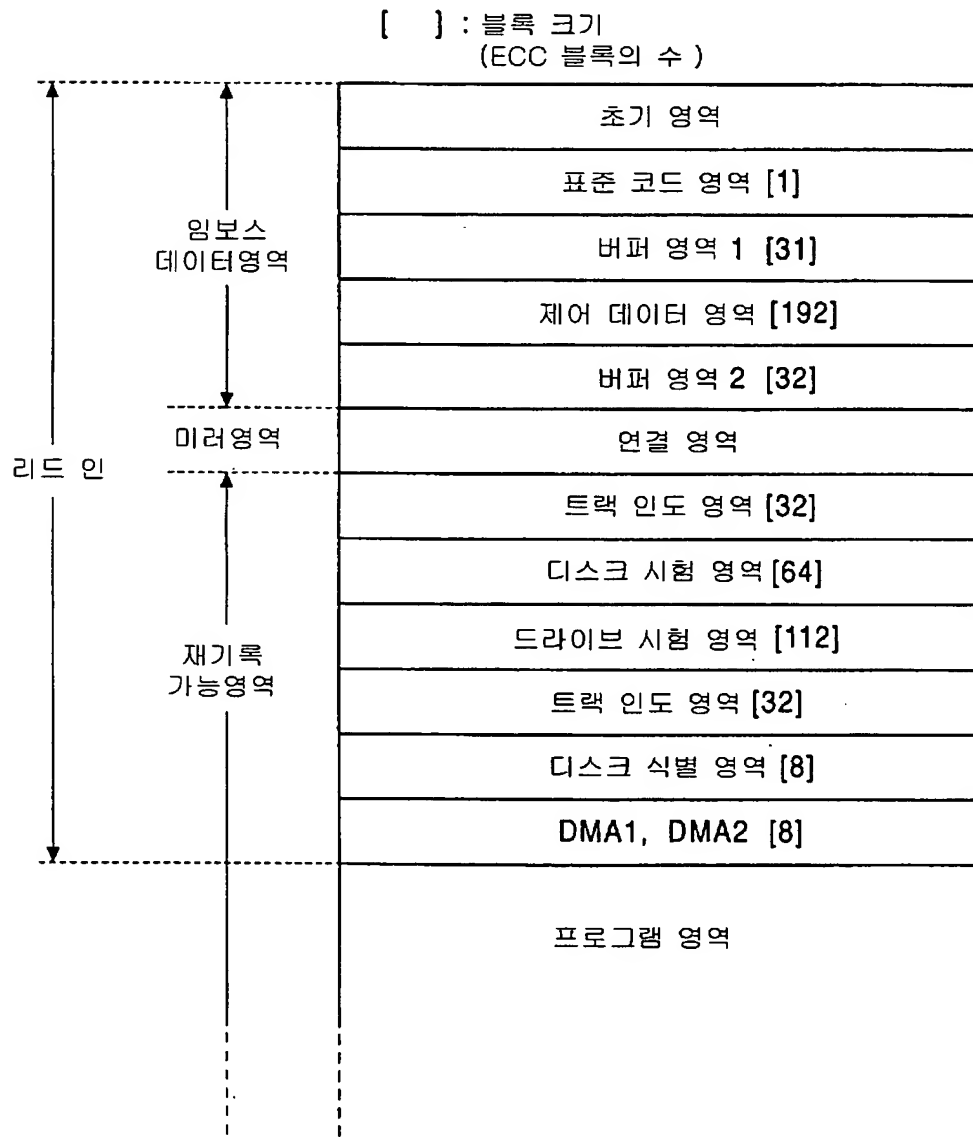 [ ] : 블록 크기
(ECC 블록의 수 )
초기 영역
표준 코드 영역 [1]
버퍼 영역 1 [31]
제어 데이터 영역 [192]
버퍼 영역 2 [32]
연결 영역
트랙 인도 영역 [32]
디스크 시험 영역 [64]
드라이브 시험 영역 [112]
트랙 인도 영역 [32]
디스크 식별 영역 [8]
DMA1, DMA2 [8]
프로그램 영역
임보스
데이터영역
미러영역
리드 인
재기록
가능영역